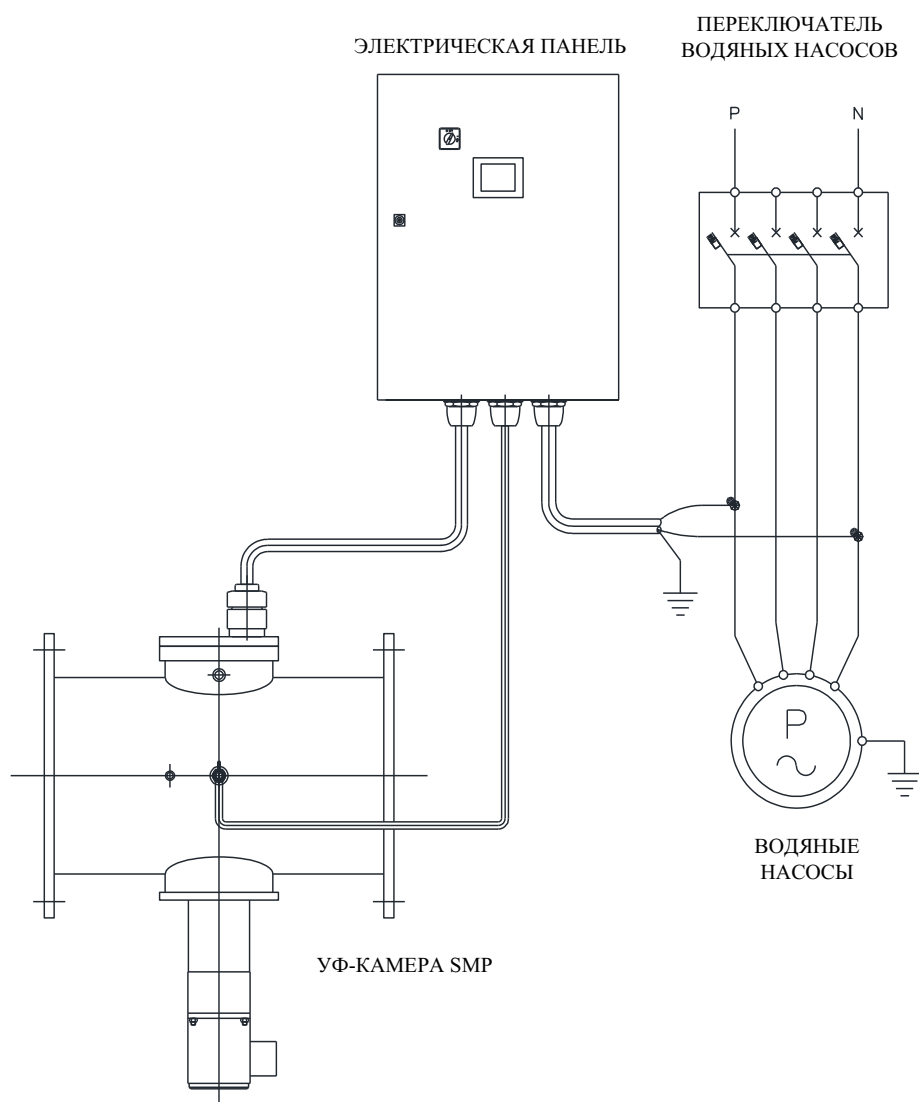 ПЕРЕКЛЮЧАТЕЛЬ
ВОДЯНЫХ НАСОСОВ
ЭЛЕКТРИЧЕСКАЯ ПАНЕЛЬ
P
N
P
ВОДЯНЫЕ
НАСОСЫ
УФ-КАМЕРА SMP